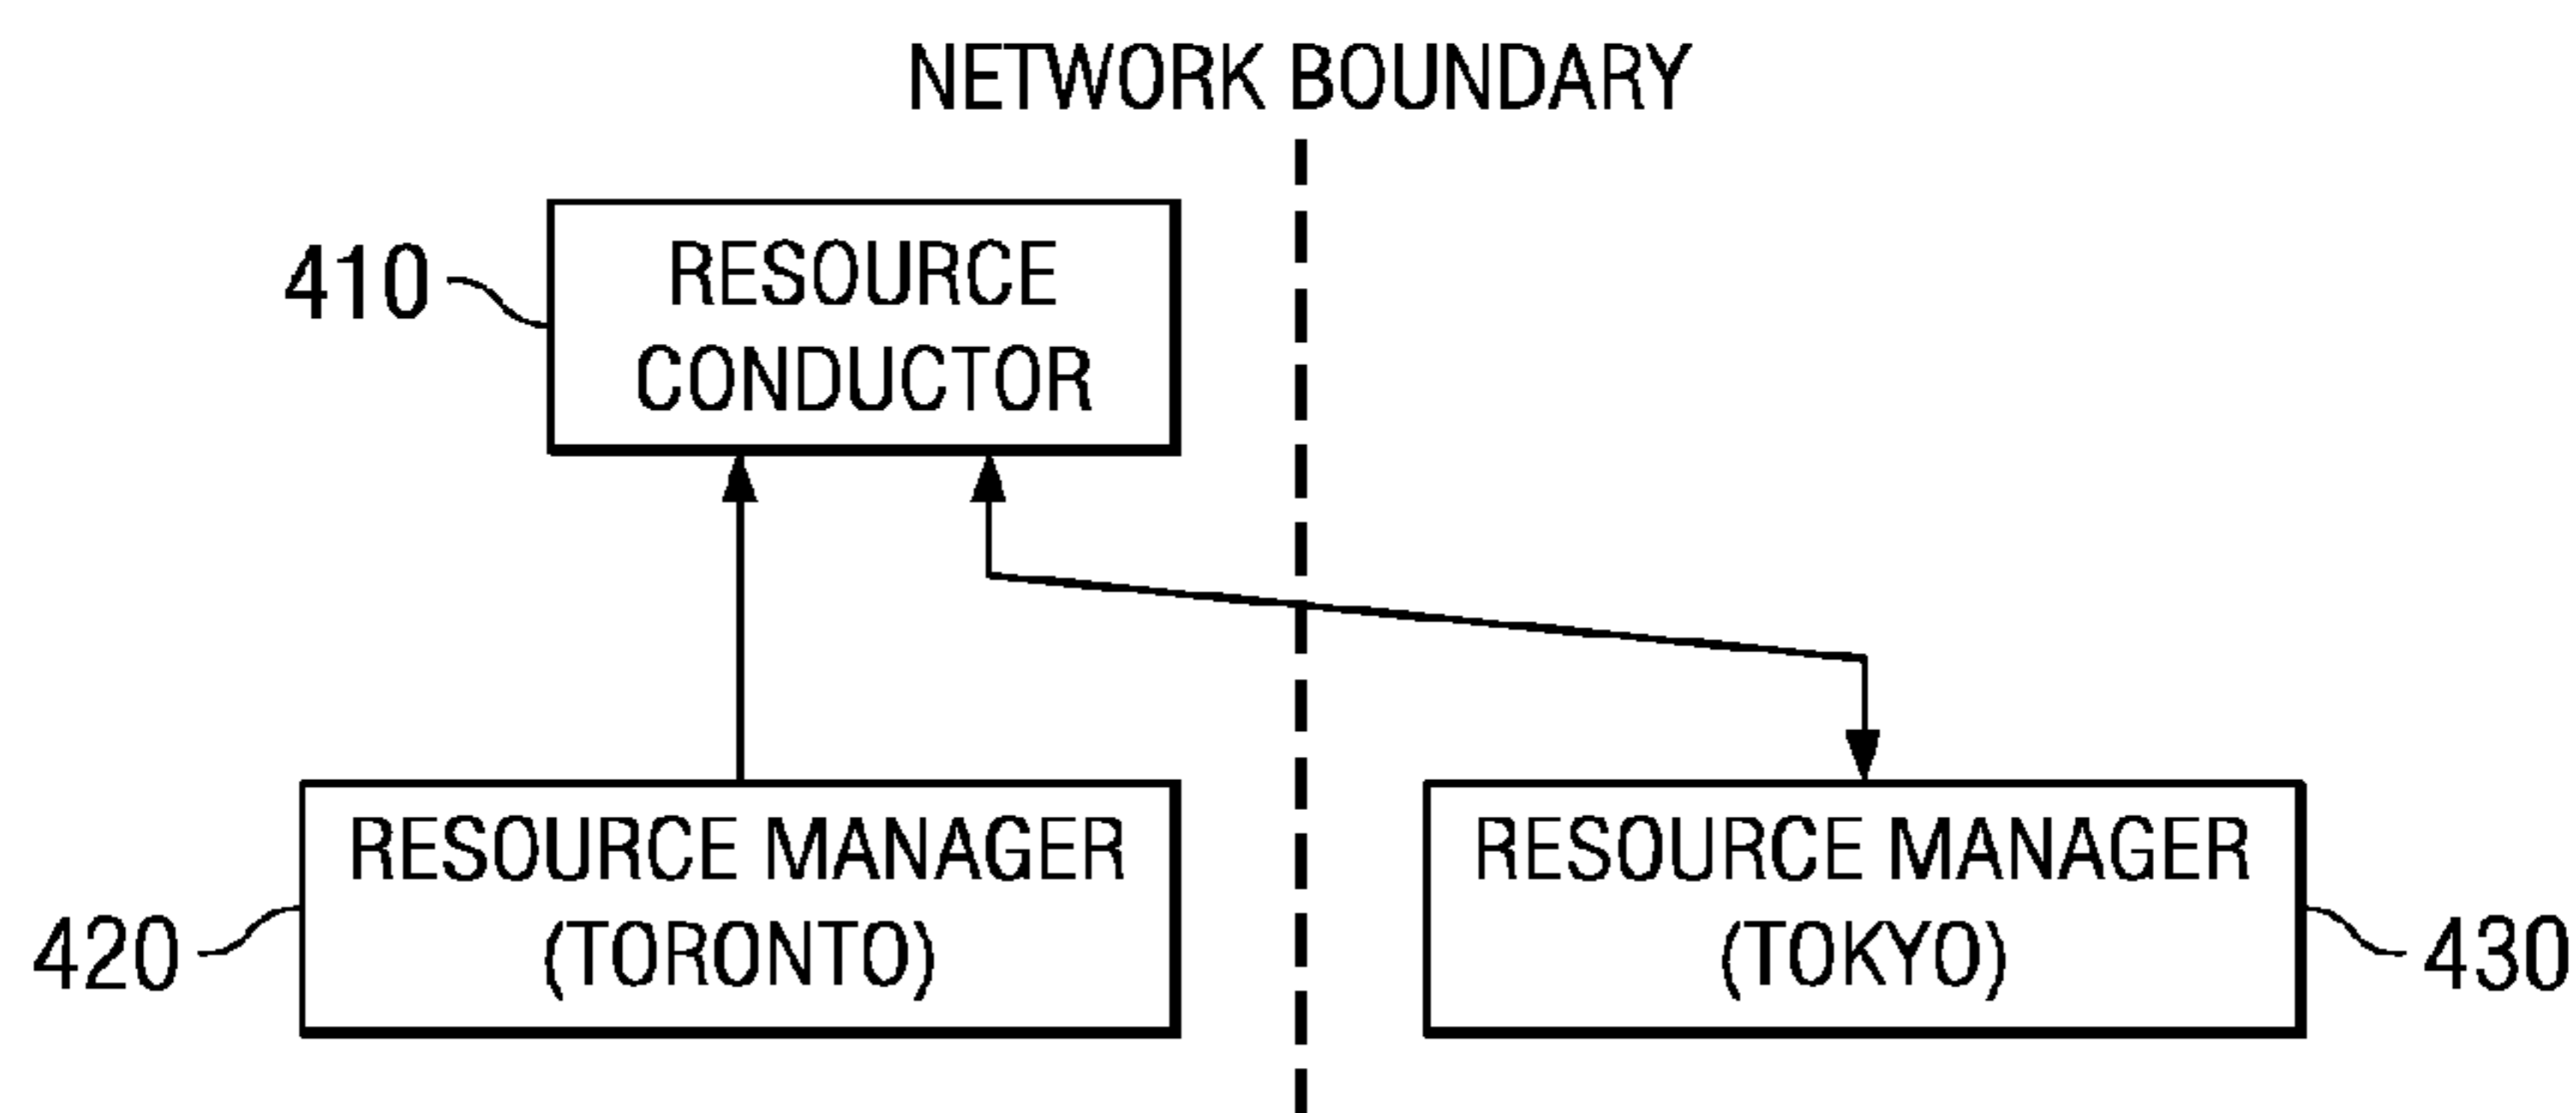 NETWORK BOUNDARY
410
RESOURCE
CONDUCTOR
420
RESOURCE MANAGER
(TORONTO)
RESOURCE MANAGER
(TOKYO)
430